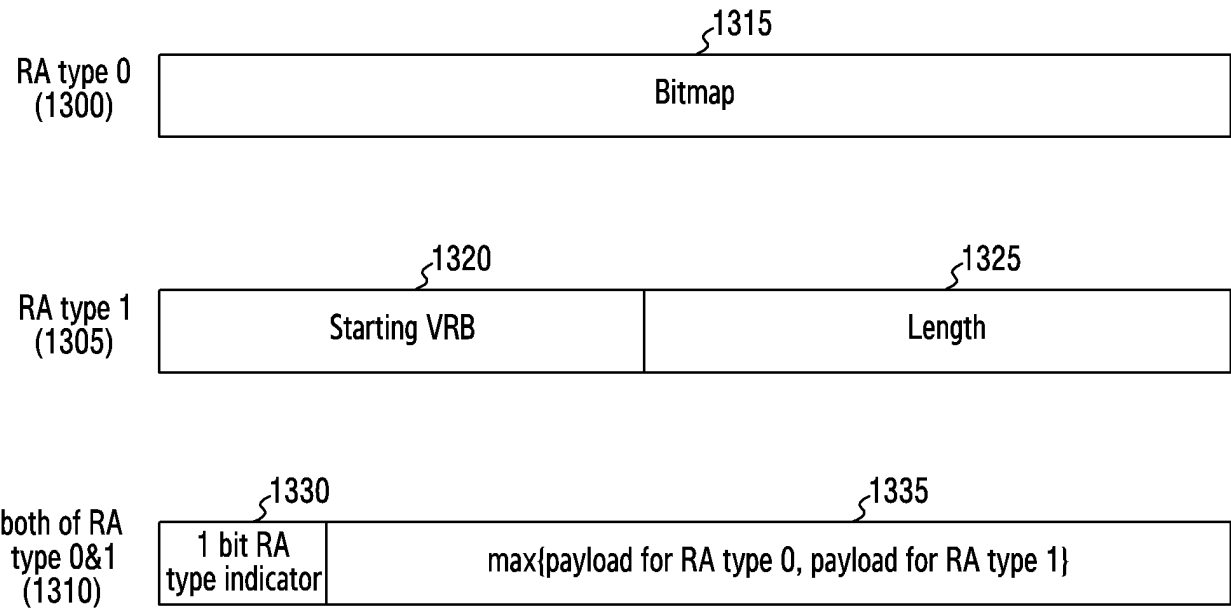 1315
RA type 0
(1300)
Bitmap
1320
1325
RA type 1
(1305)
Starting VRB
Length
1330
1335
both of RA
type 0&1
(1310)
1 bit RA
type indicator
max{payload for RA type 0, payload for RA type 1}